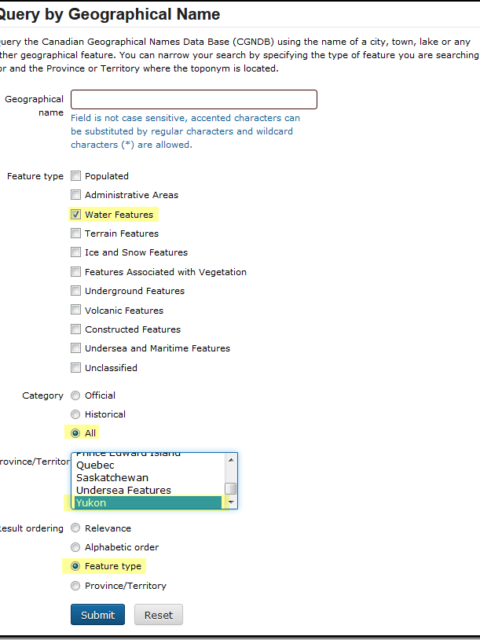 Query by Geographical Name
Query the Canadian Geographical Names Data Base (CGNDB) using the name of a city, town, lake or any
other geographical feature. You can narrow your search by specifying the type of feature you are searching
for and the Province or Territory where the toponym is located.
Geographical
name
Field is not case sensitive, accented characters can
be substituted by regular characters and wildcard
characters (*) are allowed.
Feature type Populated
Administrative Areas
Water Features
Terrain Features
Ice and Snow Features
Features Associated with Vegetation
Underground Features
Volcanic Features
Constructed Features
Undersea and Maritime Features
Unclassified
Category Official
Historical
All
Prince Edward Island
Province/Territor
Quebec
Saskatchewan
Undersea Features
Yukon
Result ordering Relevance
Alphabetic order
Feature type
Province/Territory
Submit Reset